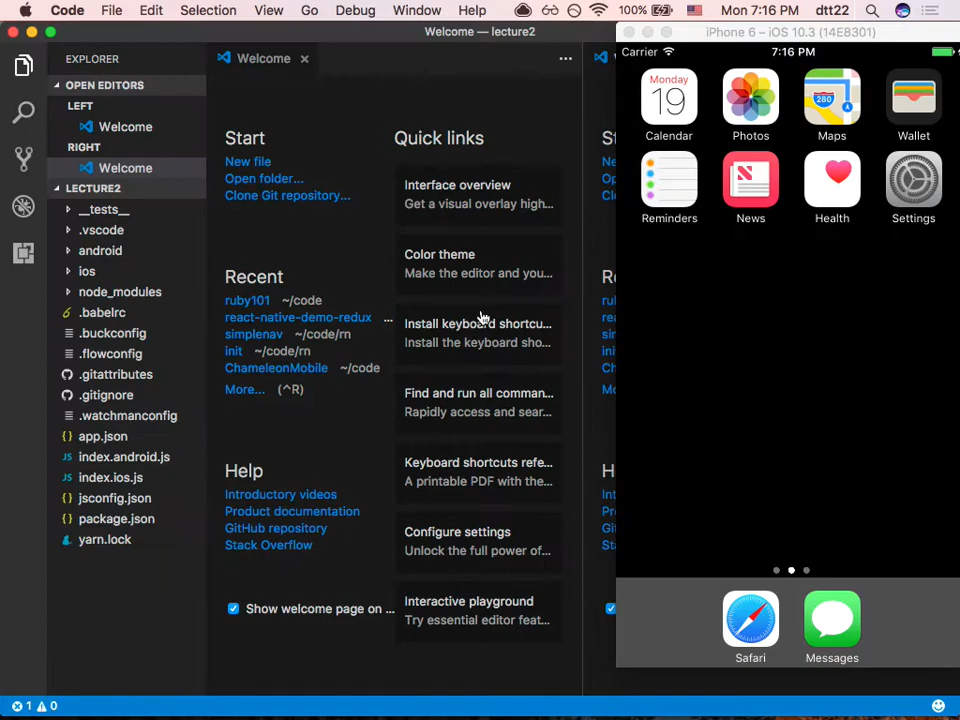 Code File Edit Selection View Go Debug Window Help 100% Mon 7:16 PM dtt22
Welcome — lecture2
EXPLORER
OPEN EDITORS
LEFT
Welcome
RIGHT
Welcome
LECTURE2
__tests__
.vscode
android
ios
node_modules
.babelrc
.buckconfig
.flowconfig
.gitattributes
.gitignore
.watchmanconfig
app.json
index.android.js
index.ios.js
jsconfig.json
package.json
yarn.lock
Welcome
Start
New file
Open folder...
Clone Git repository...
Recent
ruby101 ~/code
react-native-demo-redux ...
simplenav ~/code/rn
init ~/code/rn
ChameleonMobile ~/code
More... (^R)
Help
Introductory videos
Product documentation
GitHub repository
Stack Overflow
Show welcome page on ...
Quick links
Interface overview
Get a visual overlay high...
Color theme
Make the editor and you...
Install keyboard shortcu...
Install the keyboard sho...
Find and run all comman...
Rapidly access and sear...
Keyboard shortcuts refe...
A printable PDF with the...
Configure settings
Unlock the full power of...
Interactive playground
Try essential editor feat...
iPhone 6 – iOS 10.3 (14E8301)
Carrier 7:16 PM
Monday
19
280
Calendar Photos Maps Wallet
Reminders News Health Settings
Safari Messages
1 0